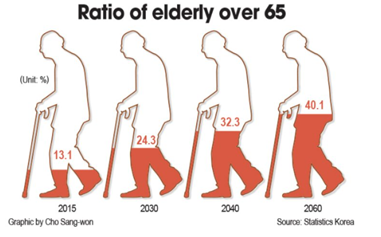 Ratio of elderly over 65
(Unit: %)
13.1
24.3
32.3
40.1
2015
2030
2040
2060
Graphic by Cho Sang-won
Source: Statistics Korea